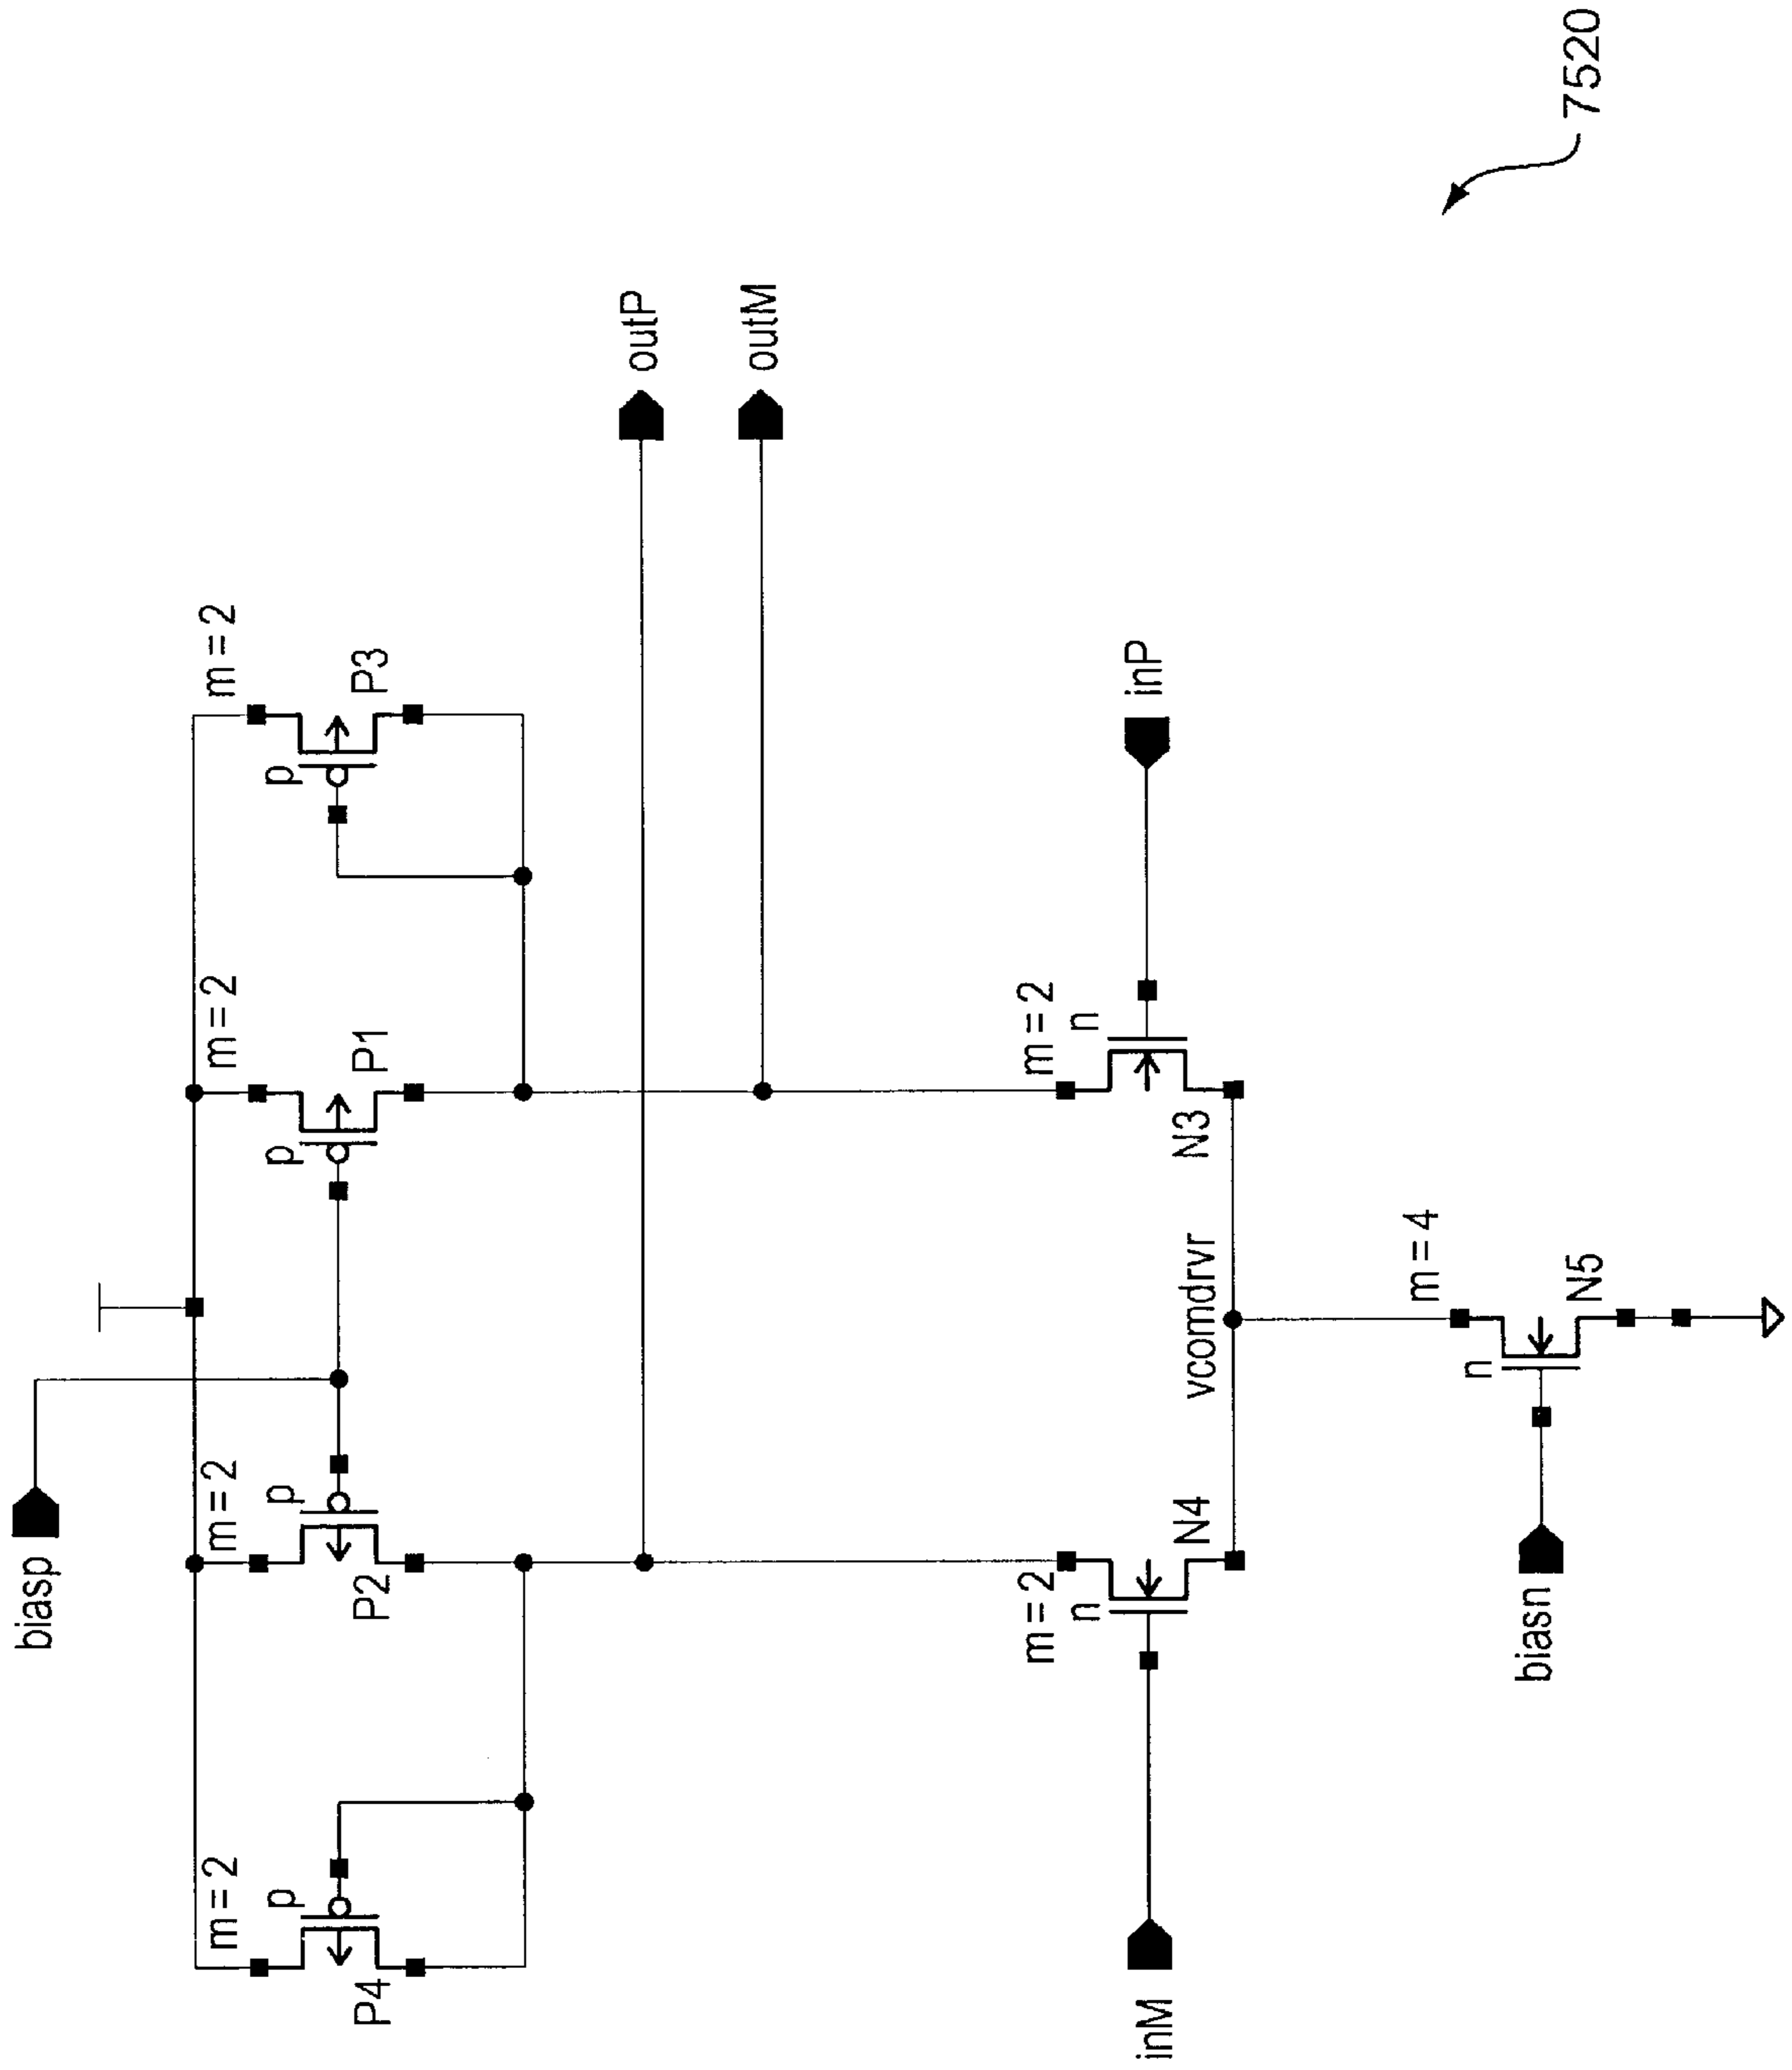 biasp
m=2 m=2 m=2 m=2
p p p p
P4 P2 P1 P3
outP
outM
m=2 m=2
n n
inM inP
N4 N3
vcomdrvr
m=4
n
biasn
N5
7520